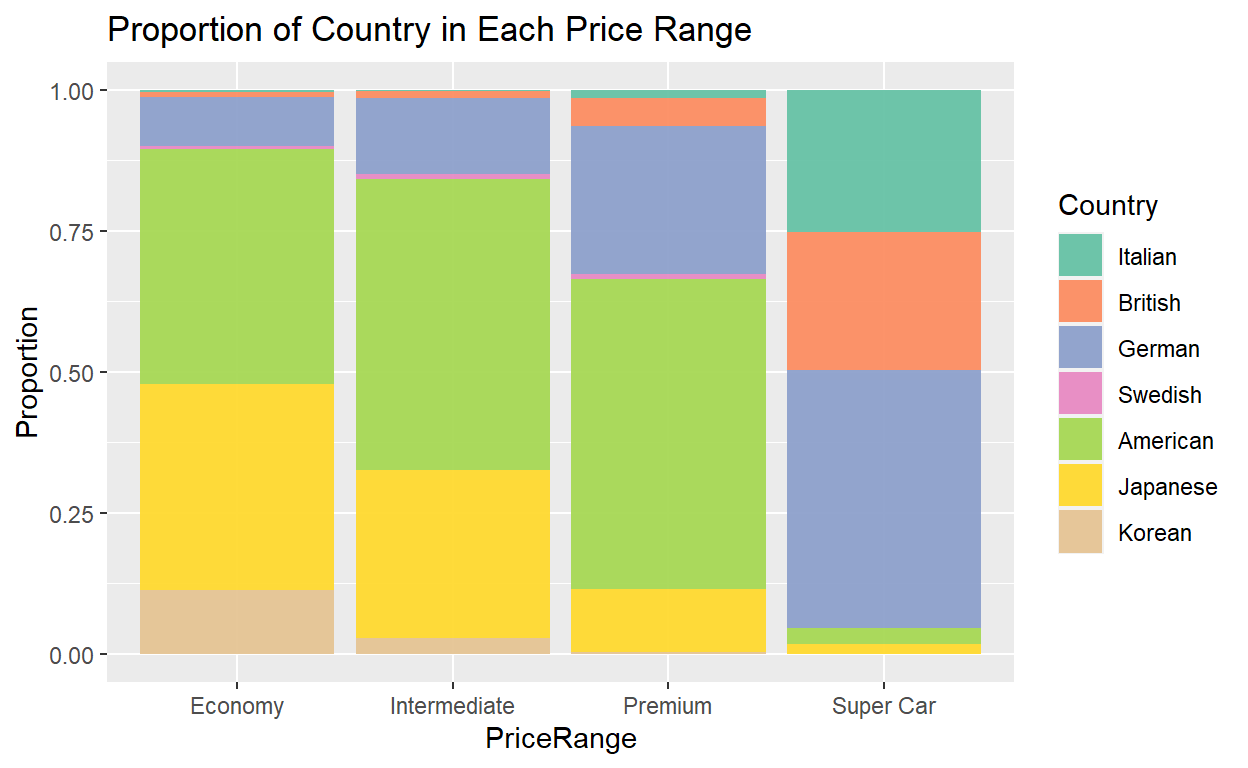 Proportion of Country in Each Price Range
1.00
0.75
0.50
0.25
0.00
Proportion
Economy
Intermediate
Premium
Super Car
PriceRange
Country
Italian
British
German
Swedish
American
Japanese
Korean